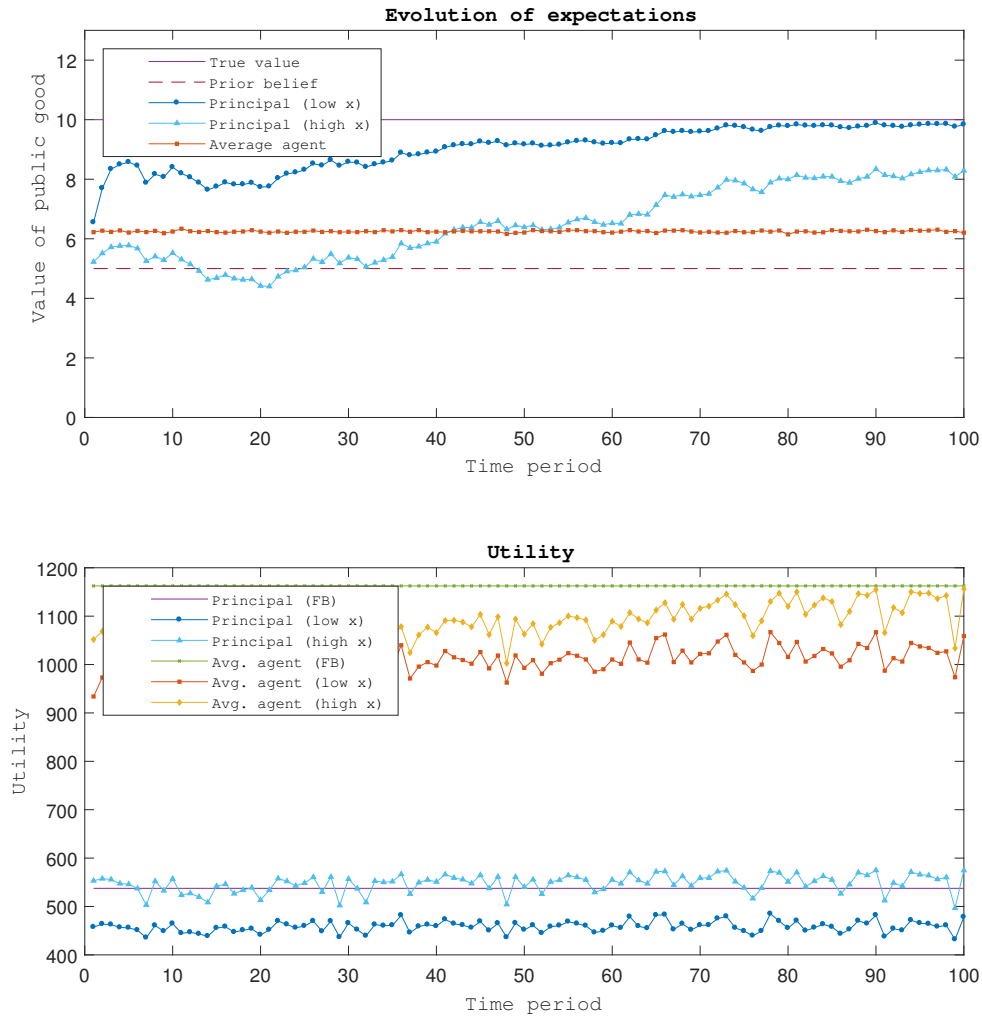 Evolution of expectations
Value of public good
12
10
8
6
4
2
0
True value
Prior belief
Principal (low x)
Principal (high x)
Average agent
0 10 20 30 40 50 60 70 80 90 100
Time period
Utility
Utility
1200
1100
1000
900
800
700
600
500
400
Principal (FB)
Principal (low x)
Principal (high x)
Avg. agent (FB)
Avg. agent (low x)
Avg. agent (high x)
0 10 20 30 40 50 60 70 80 90 100
Time period